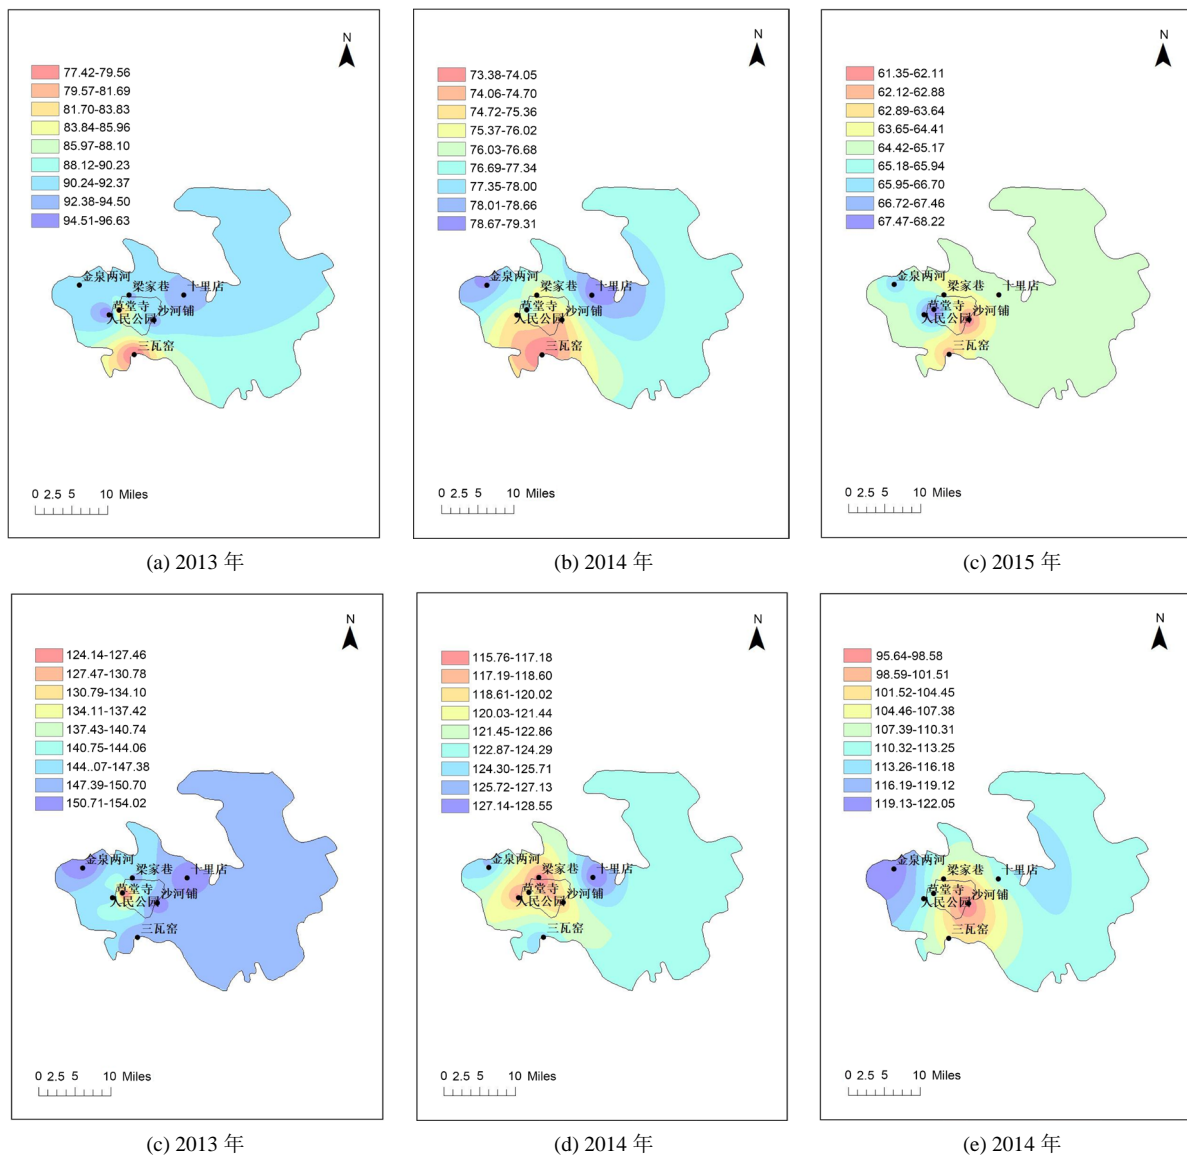 N
77.42-79.56
79.57-81.69
81.70-83.83
83.84-85.96
85.97-88.10
88.12-90.23
90.24-92.37
92.38-94.50
94.51-96.63
金泉两河
梁家巷
十里店
草堂寺
沙河铺
人民公园
三瓦窑
0 2.5 5 10 Miles
(a) 2013 年
N
73.38-74.05
74.06-74.70
74.72-75.36
75.37-76.02
76.03-76.68
76.69-77.34
77.35-78.00
78.01-78.66
78.67-79.31
金泉两河
梁家巷
十里店
草堂寺
沙河铺
人民公园
三瓦窑
0 2.5 5 10 Miles
(b) 2014 年
N
61.35-62.11
62.12-62.88
62.89-63.64
63.65-64.41
64.42-65.17
65.18-65.94
65.95-66.70
66.72-67.46
67.47-68.22
金泉两河
梁家巷
十里店
草堂寺
沙河铺
人民公园
三瓦窑
0 2.5 5 10 Miles
(c) 2015 年
N
124.14-127.46
127.47-130.78
130.79-134.10
134.11-137.42
137.43-140.74
140.75-144.06
144..07-147.38
147.39-150.70
150.71-154.02
金泉两河
梁家巷
十里店
草堂寺
沙河铺
人民公园
三瓦窑
0 2.5 5 10 Miles
(c) 2013 年
N
115.76-117.18
117.19-118.60
118.61-120.02
120.03-121.44
121.45-122.86
122.87-124.29
124.30-125.71
125.72-127.13
127.14-128.55
金泉两河
梁家巷
十里店
草堂寺
沙河铺
人民公园
三瓦窑
0 2.5 5 10 Miles
(d) 2014 年
N
95.64-98.58
98.59-101.51
101.52-104.45
104.46-107.38
107.39-110.31
110.32-113.25
113.26-116.18
116.19-119.12
119.13-122.05
金泉两河
梁家巷
十里店
草堂寺
沙河铺
人民公园
三瓦窑
0 2.5 5 10 Miles
(e) 2014 年